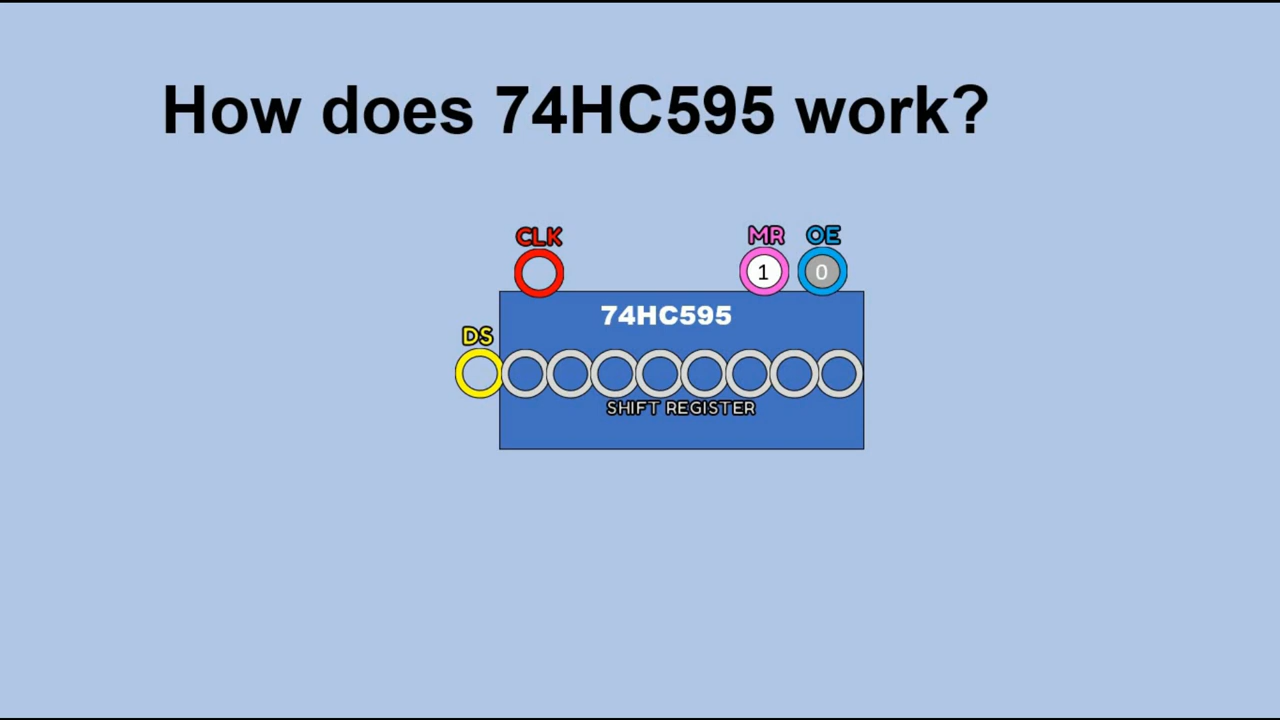 How does 74HC595 work?
CLK
MR OE
1 0
74HC595
DS
SHIFT REGISTER